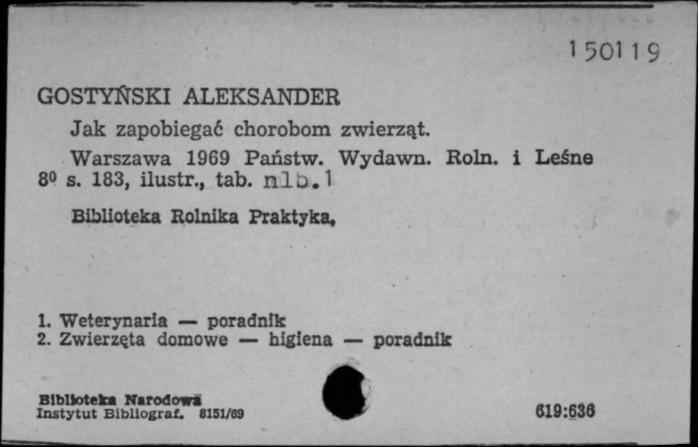 150119
GOSTYŃSKI ALEKSANDER
Jak zapobiegać chorobom zwierząt.
Warszawa 1969 Państw. Wydawn. Roln. i Leśne
8º s. 183, ilustr., tab. nlb.1
Biblioteka Rolnika Praktyka,
1. Weterynaria — poradnik
2. Zwierzęta domowe — higiena — poradnik
Biblioteka Narodowa
Instytut Bibliograf. 8151/69
619:636